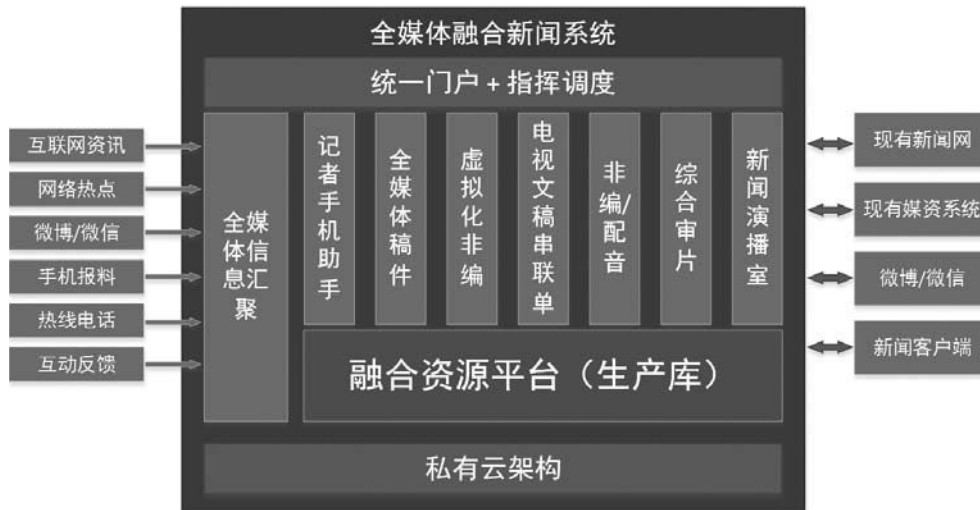 全媒体融合新闻系统
统一门户 + 指挥调度
互联网资讯
网络热点
微博/微信
手机报料
热线电话
互动反馈
全媒
体信
息汇
聚
记者手机助手
全媒体稿件
虚拟化非编
电视文稿串联单
非编/配音
综合审片
新闻演播室
融合资源平台（生产库）
私有云架构
现有新闻网
现有媒资系统
微博/微信
新闻客户端